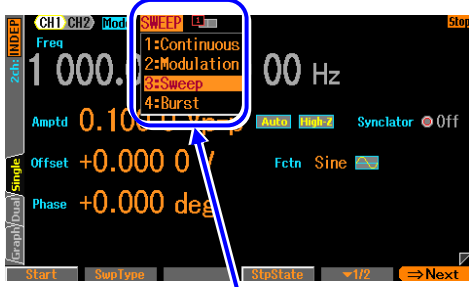 CH1 CH2 Mod SWEEP 1 Stop
2ch: INDEP
Freq
1 000.0 00 Hz
1:Continuous
2:Modulation
3:Sweep
4:Burst
Amptd 0.100 Auto High-Z Synclator Off
Offset +0.000 0 V Fctn Sine
Phase +0.000 deg
Graph Dual Single
Start SwpType StpState 1/2 ⇒Next